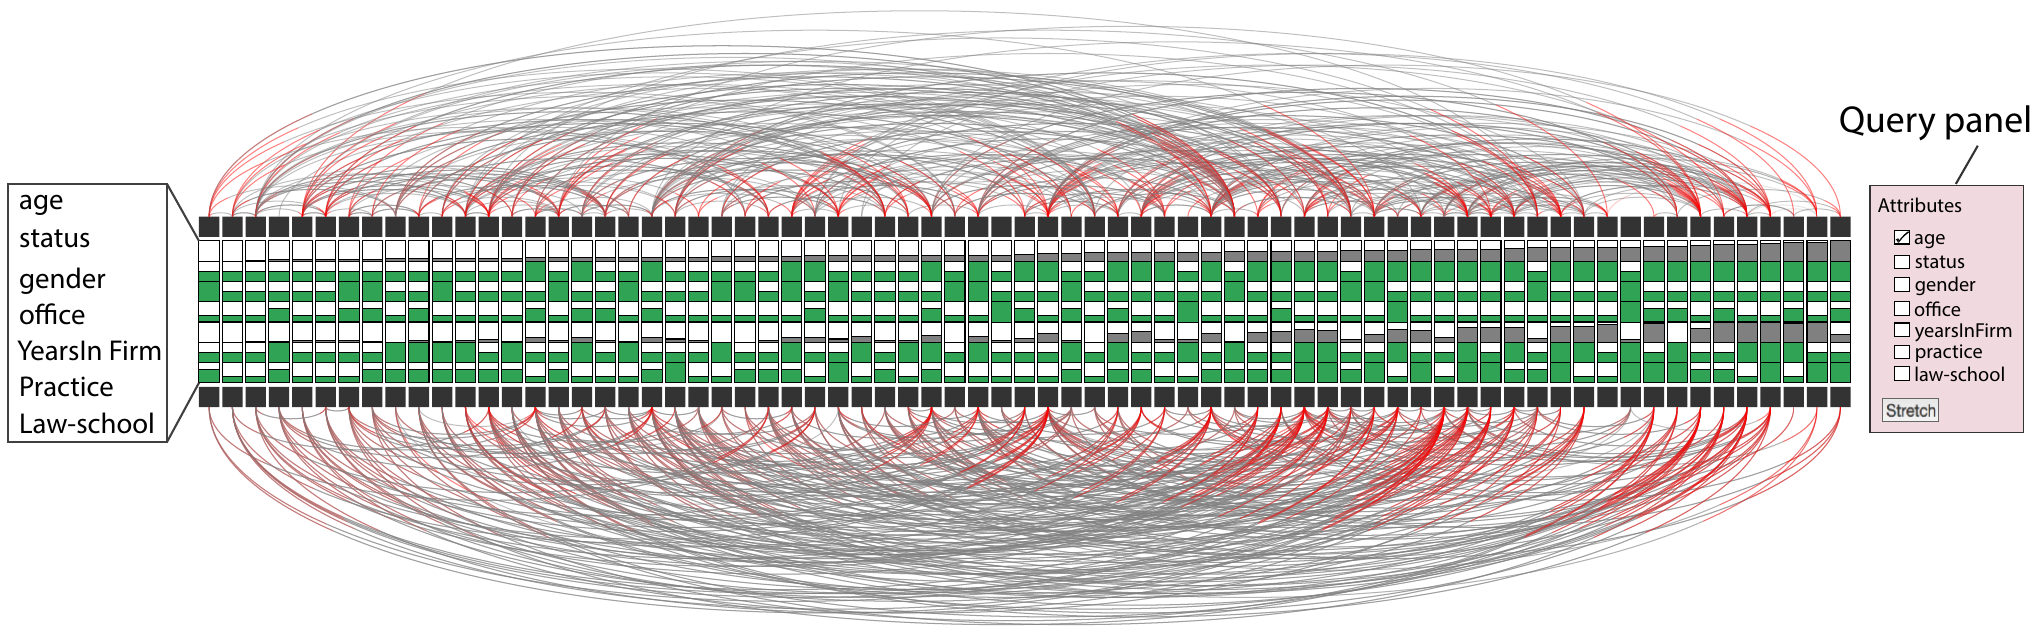 age
status
gender
office
YearsIn Firm
Practice
Law-school
Query panel
Attributes
age
status
gender
office
yearsInFirm
practice
law-school
Stretch